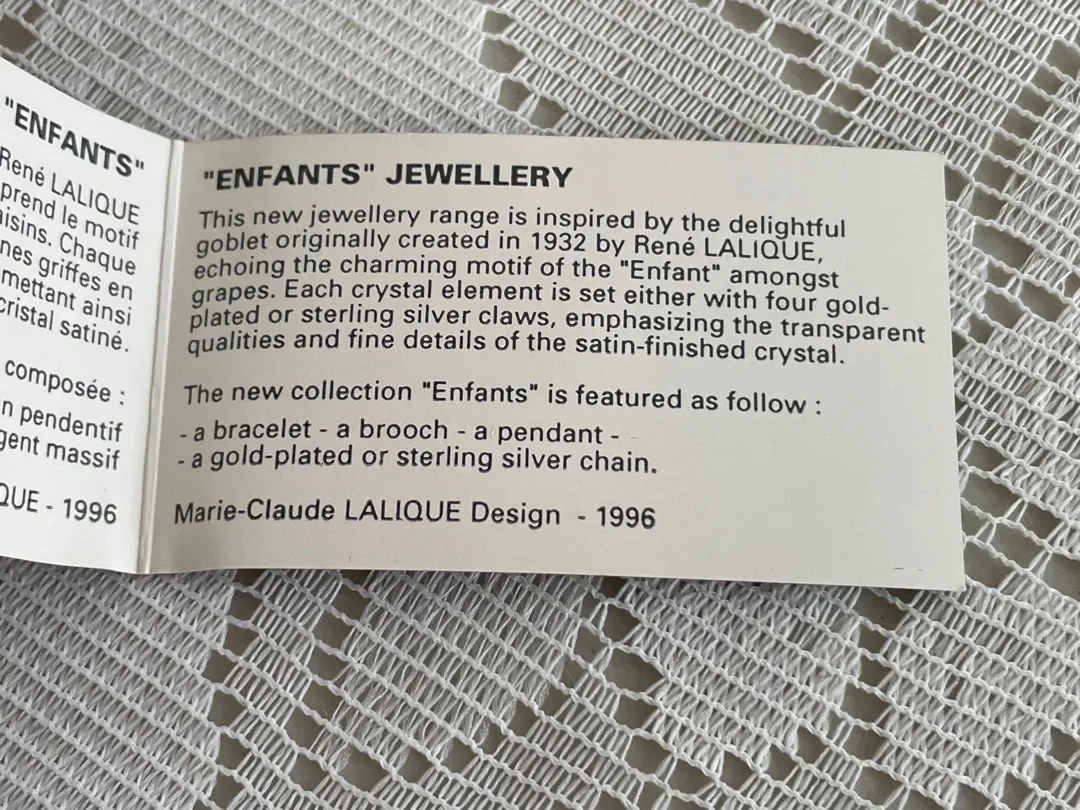 "ENFANTS"
René LALIQUE
prend le motif
Chaque
griffes en
mettant ainsi
cristal satiné.
composée :
pendentif
massif
- 1996
"ENFANTS" JEWELLERY
This new jewellery range is inspired by the delightful
goblet originally created in 1932 by René LALIQUE,
echoing the charming motif of the "Enfant" amongst
grapes. Each crystal element is set either with four gold-
plated or sterling silver claws, emphasizing the transparent
qualities and fine details of the satin-finished crystal.
The new collection "Enfants" is featured as follow :
- a bracelet - a brooch - a pendant -
- a gold-plated or sterling silver chain.
Marie-Claude LALIQUE Design - 1996